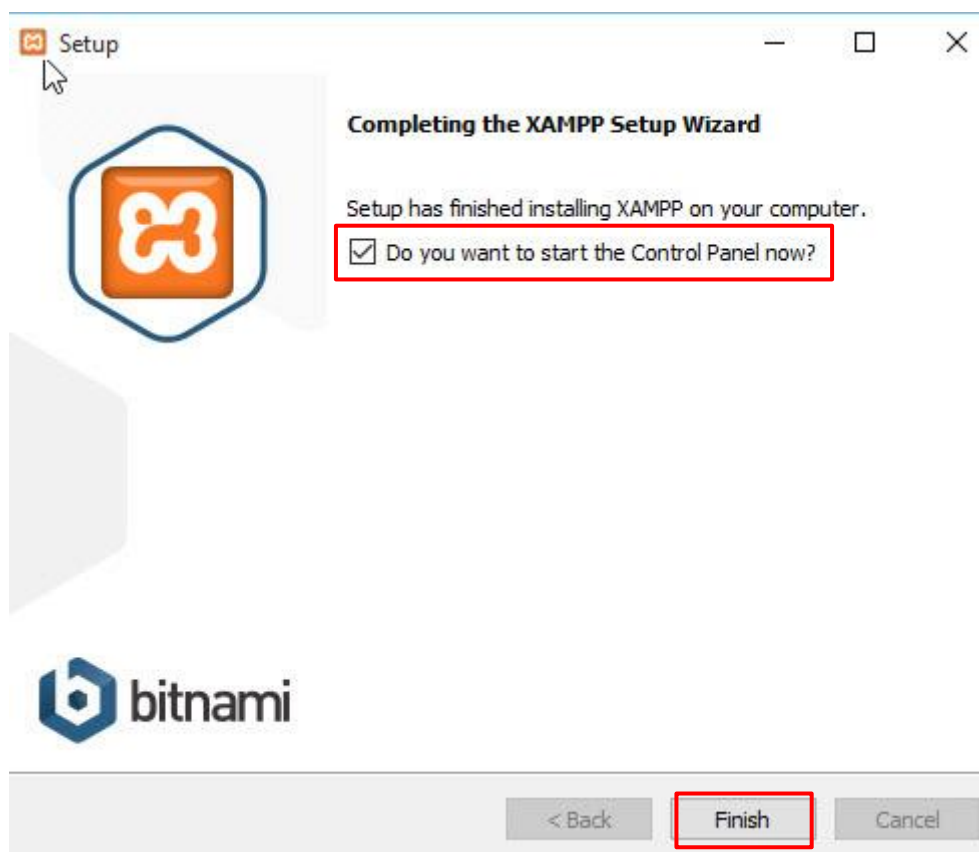 Setup
Completing the XAMPP Setup Wizard
Setup has finished installing XAMPP on your computer.
Do you want to start the Control Panel now?
bitnami
< Back
Finish
Cancel